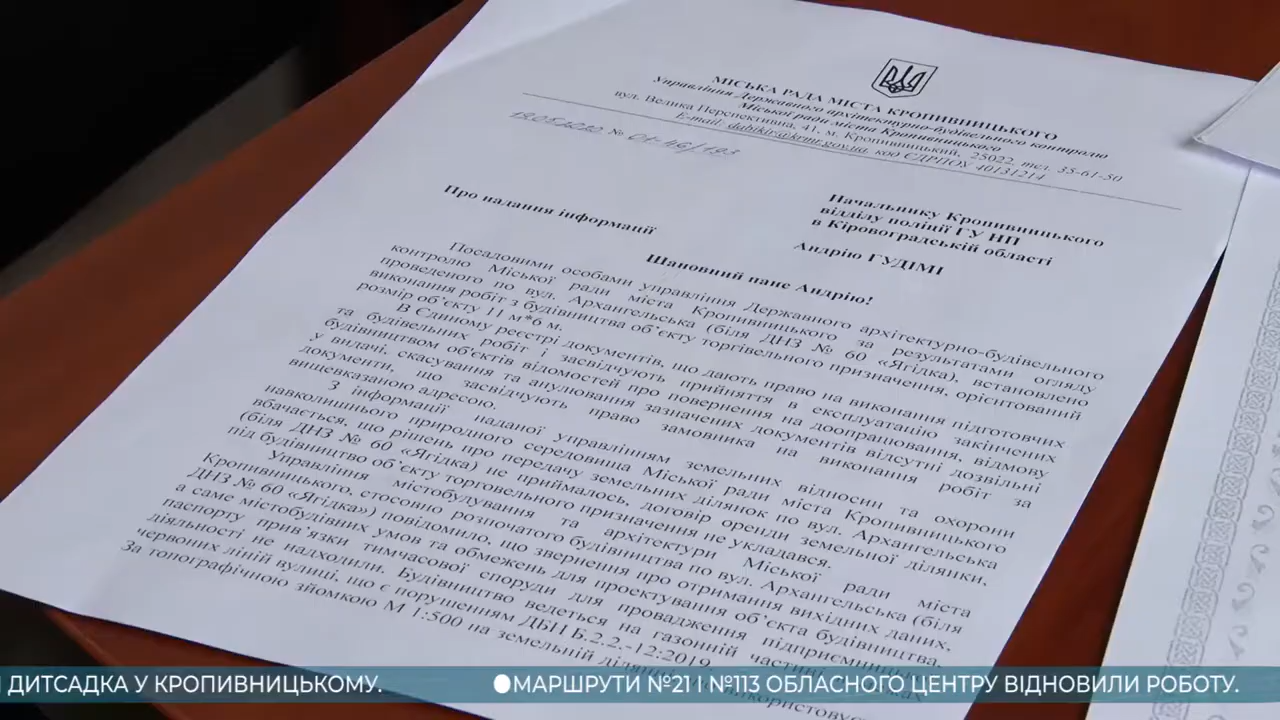 МІСЬКА РАДА МІСТА КРОПИВНИЦЬКОГО
Управління Державного архітектурно-будівельного контролю
Міської ради міста Кропивницького
вул. Велика Перспективна, 41, м. Кропивницький, 25022, тел. 35-61-50
E-mail: dabikir@krmr.gov.ua код ЄДРПОУ 40131214
19.05.2020 № 01-46/193
Про надання інформації
Начальнику Кропивницького
відділу поліції ГУ НП
в Кіровоградській області
Андрію ГУДІМІ
Шановний пане Андрію!
Посадовими особами управління Державного архітектурно-будівельного
контролю Міської ради міста Кропивницького за результатами огляду
проведеного по вул. Архангельська (біля ДНЗ № 60 «Ягідка), встановлено
виконання робіт з будівництва об’єкту торгівельного призначення, орієнтований
розмір об’єкту 11 м*6 м.
В Єдиному реєстрі документів, що дають право на виконання підготовчих
та будівельних робіт і засвідчують прийняття в експлуатацію закінчених
будівництвом об'єктів відомостей про повернення на доопрацювання, відмову
у видачі, скасування та анулювання зазначених документів відсутні дозвільні
документи, що засвідчують право замовника на виконання робіт за
вищевказаною адресою.
З інформації наданої управлінням земельних відносин та охорони
навколишнього природного середовища Міської ради міста Кропивницького
вбачається, що рішень про передачу земельних ділянок по вул. Архангельська
(біля ДНЗ № 60 «Ягідка) не приймалось, договір оренди земельної ділянки,
під будівництво об’єкту торговельного призначення не укладався.
Управління містобудування та архітектури Міської ради міста
Кропивницького, стосовно розпочатого будівництва по вул. Архангельська (біля
ДНЗ № 60 «Ягідка») повідомило, що звернення про отримання вихідних даних,
а саме містобудівних умов та обмежень для проектування об’єкта будівництва,
паспорту прив’язки тимчасової споруди для провадження
діяльності не надходили. Будівництво ведеться на газонній частині
червоних ліній вулиці, що є порушенням ДБН Б.2.2.-12:2019.
За топографічною зйомкою М 1:500 на земельній
ДИТСАДКА У КРОПИВНИЦЬКОМУ.
МАРШРУТИ №21 І №113 ОБЛАСНОГО ЦЕНТРУ ВІДНОВИЛИ РОБОТУ.